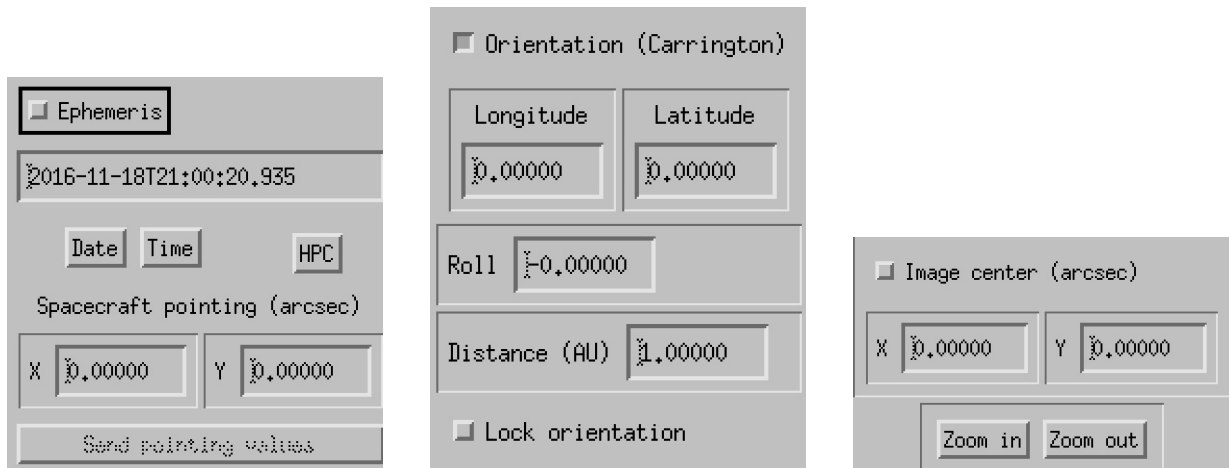 Ephemeris
2016-11-18T21:00:20.935
Date Time HPC
Spacecraft pointing (arcsec)
X 0.00000 Y 0.00000
Send pointing values
Orientation (Carrington)
Longitude Latitude
0.00000 0.00000
Roll -0.00000
Distance (AU) 1.00000
Lock orientation
Image center (arcsec)
X 0.00000 Y 0.00000
Zoom in Zoom out